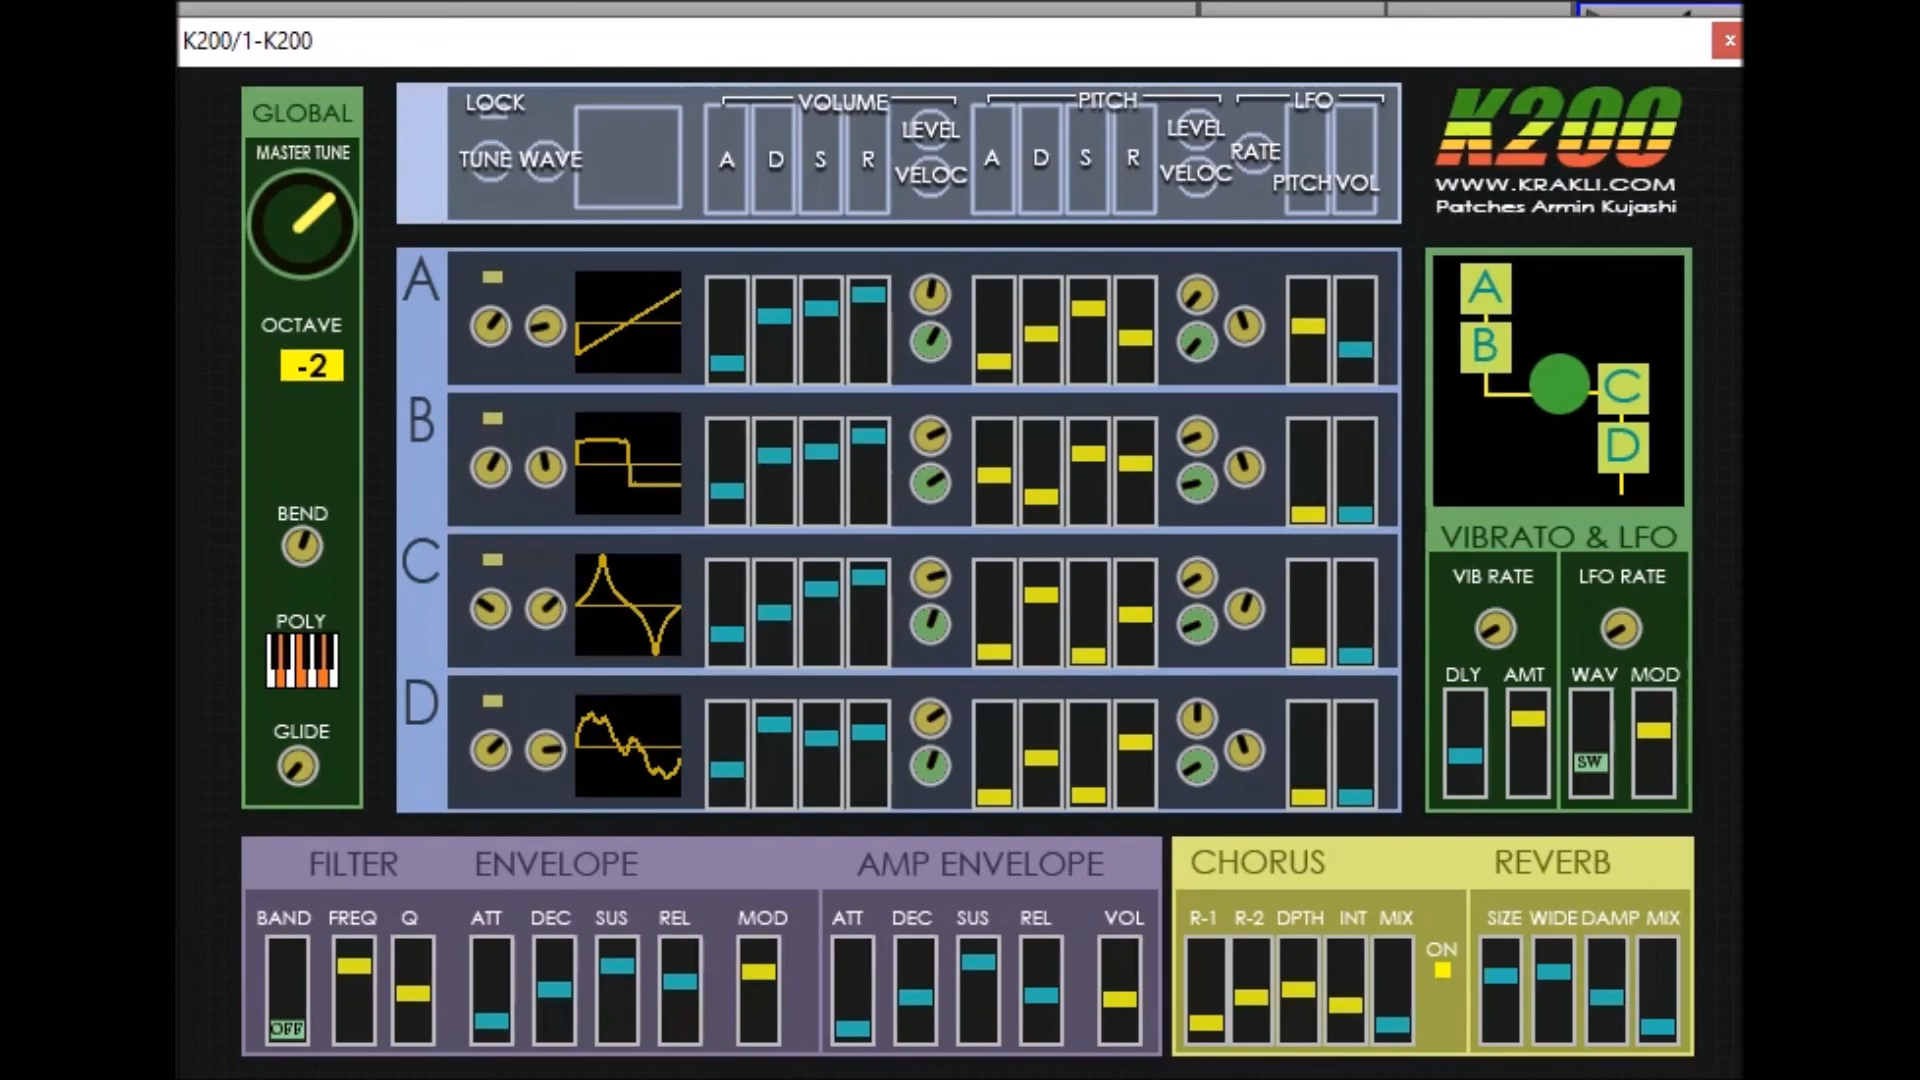 K200/1-K200
GLOBAL
MASTER TUNE
OCTAVE
-2
BEND
POLY
GLIDE
LOCK
TUNE WAVE
VOLUME
A D S R
LEVEL
VELOC
PITCH
A D S R
LEVEL
VELOC
LFO
RATE
PITCH VOL
K200
WWW.KRAKLI.COM
Patches Armin Kujashi
A
B
C
D
A
B
C
D
VIBRATO & LFO
VIB RATE
LFO RATE
DLY AMT
WAV MOD
SW
FILTER ENVELOPE
BAND FREQ Q ATT DEC SUS REL MOD
OFF
AMP ENVELOPE
ATT DEC SUS REL VOL
CHORUS
R-1 R-2 DPTH INT MIX
ON
REVERB
SIZE WIDE DAMP MIX